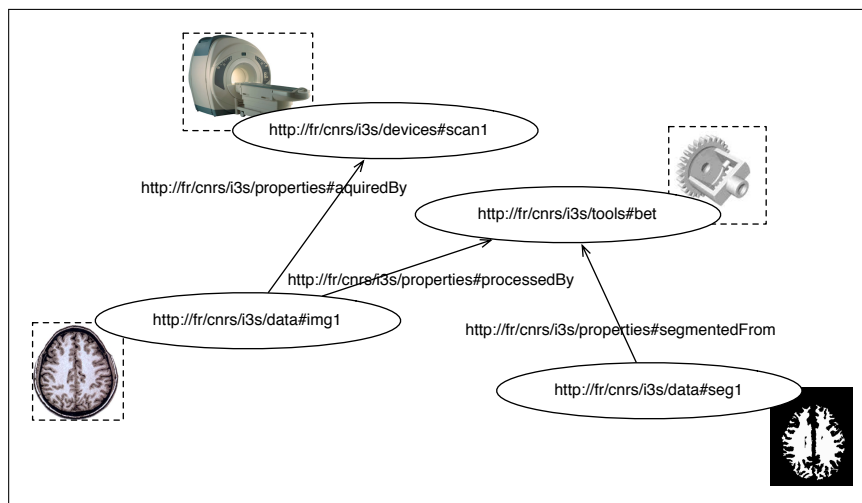 http://fr/cnrs/i3s/devices#scan1
http://fr/cnrs/i3s/properties#aquiredBy
http://fr/cnrs/i3s/tools#bet
http://fr/cnrs/i3s/properties#processedBy
http://fr/cnrs/i3s/data#img1
http://fr/cnrs/i3s/properties#segmentedFrom
http://fr/cnrs/i3s/data#seg1